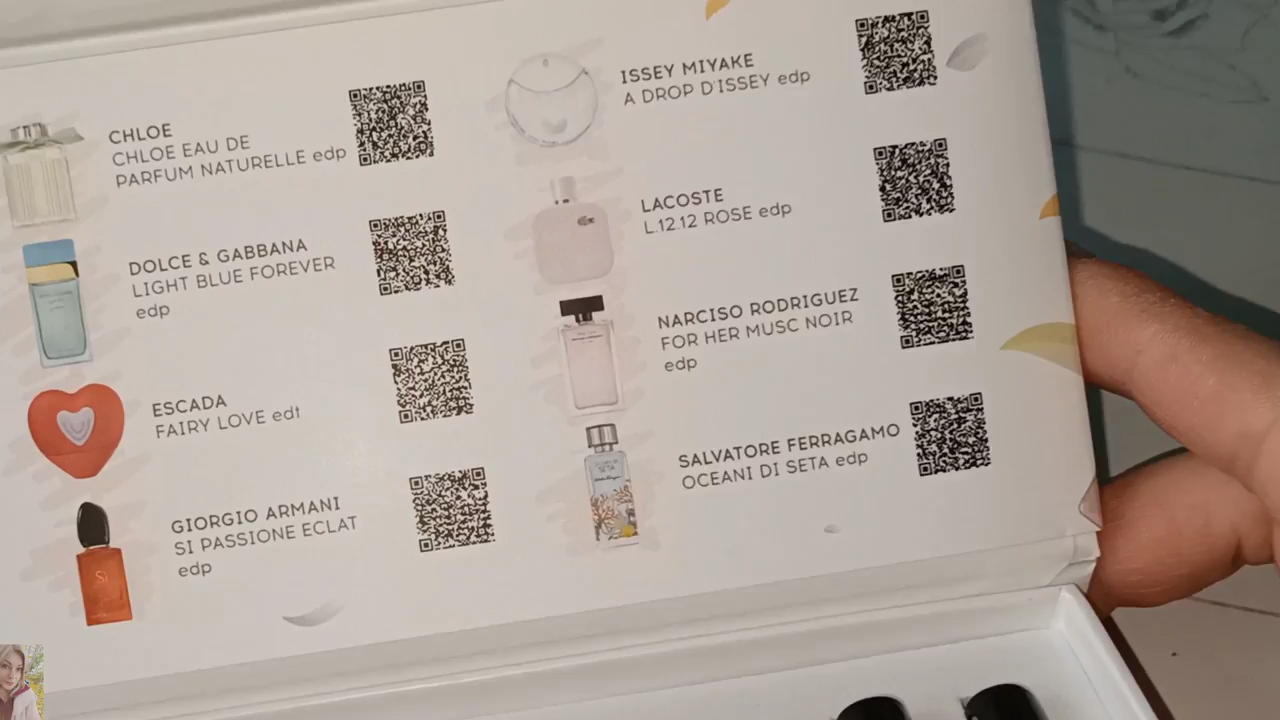 CHLOE
CHLOE EAU DE
PARFUM NATURELLE edp
DOLCE & GABBANA
LIGHT BLUE FOREVER
edp
ESCADA
FAIRY LOVE edt
GIORGIO ARMANI
SI PASSIONE ECLAT
edp
Si
ISSEY MIYAKE
A DROP D'ISSEY edp
LACOSTE
L.12.12 ROSE edp
NARCISO RODRIGUEZ
FOR HER MUSC NOIR
edp
SALVATORE FERRAGAMO
OCEANI DI SETA edp